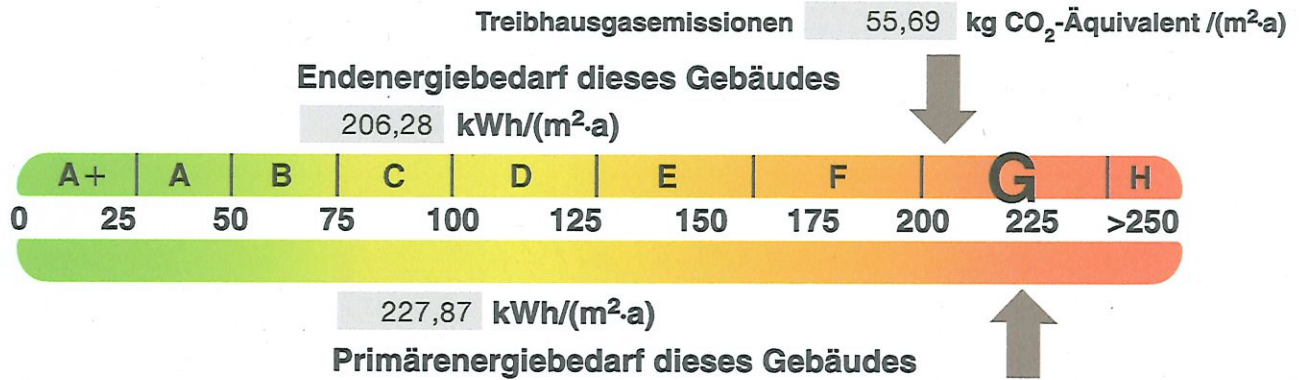 Treibhausgasemissionen 55,69 kg CO₂-Äquivalent /(m²·a)
Endenergiebedarf dieses Gebäudes
206,28 kWh/(m²·a)
A+ A B C D E F G H
0 25 50 75 100 125 150 175 200 225 >250
227,87 kWh/(m²·a)
Primärenergiebedarf dieses Gebäudes